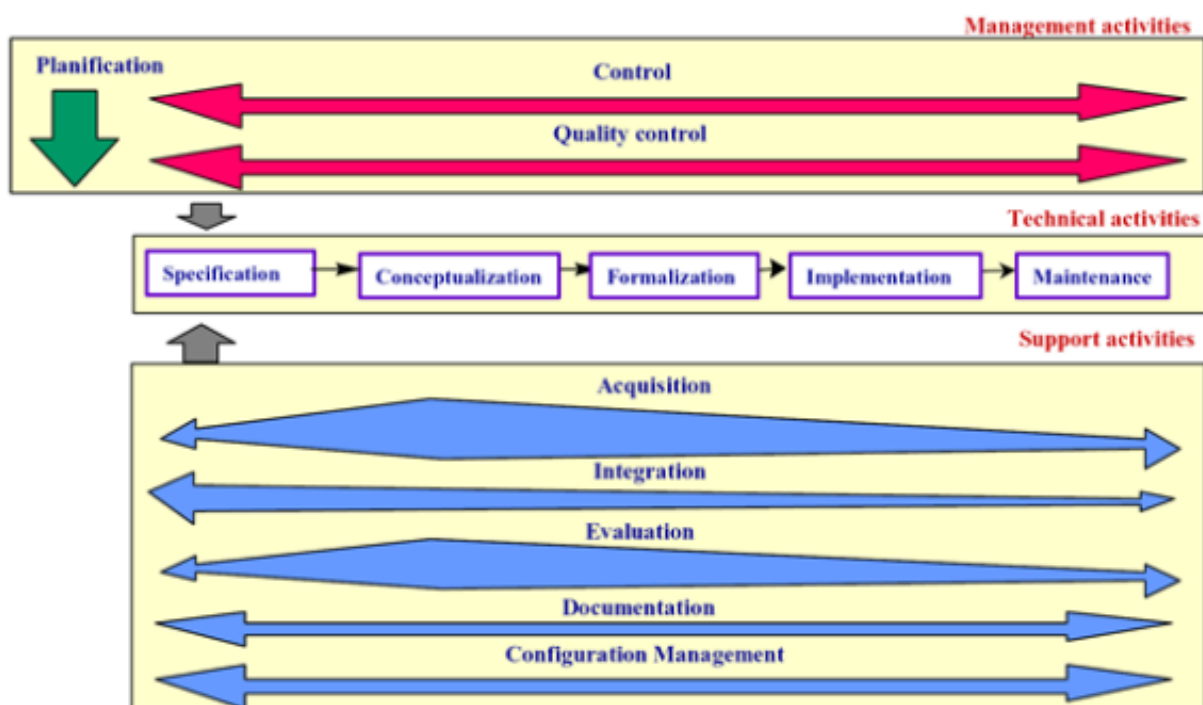 Management activities
Planification
Control
Quality control
Technical activities
Specification
Conceptualization
Formalization
Implementation
Maintenance
Support activities
Acquisition
Integration
Evaluation
Documentation
Configuration Management